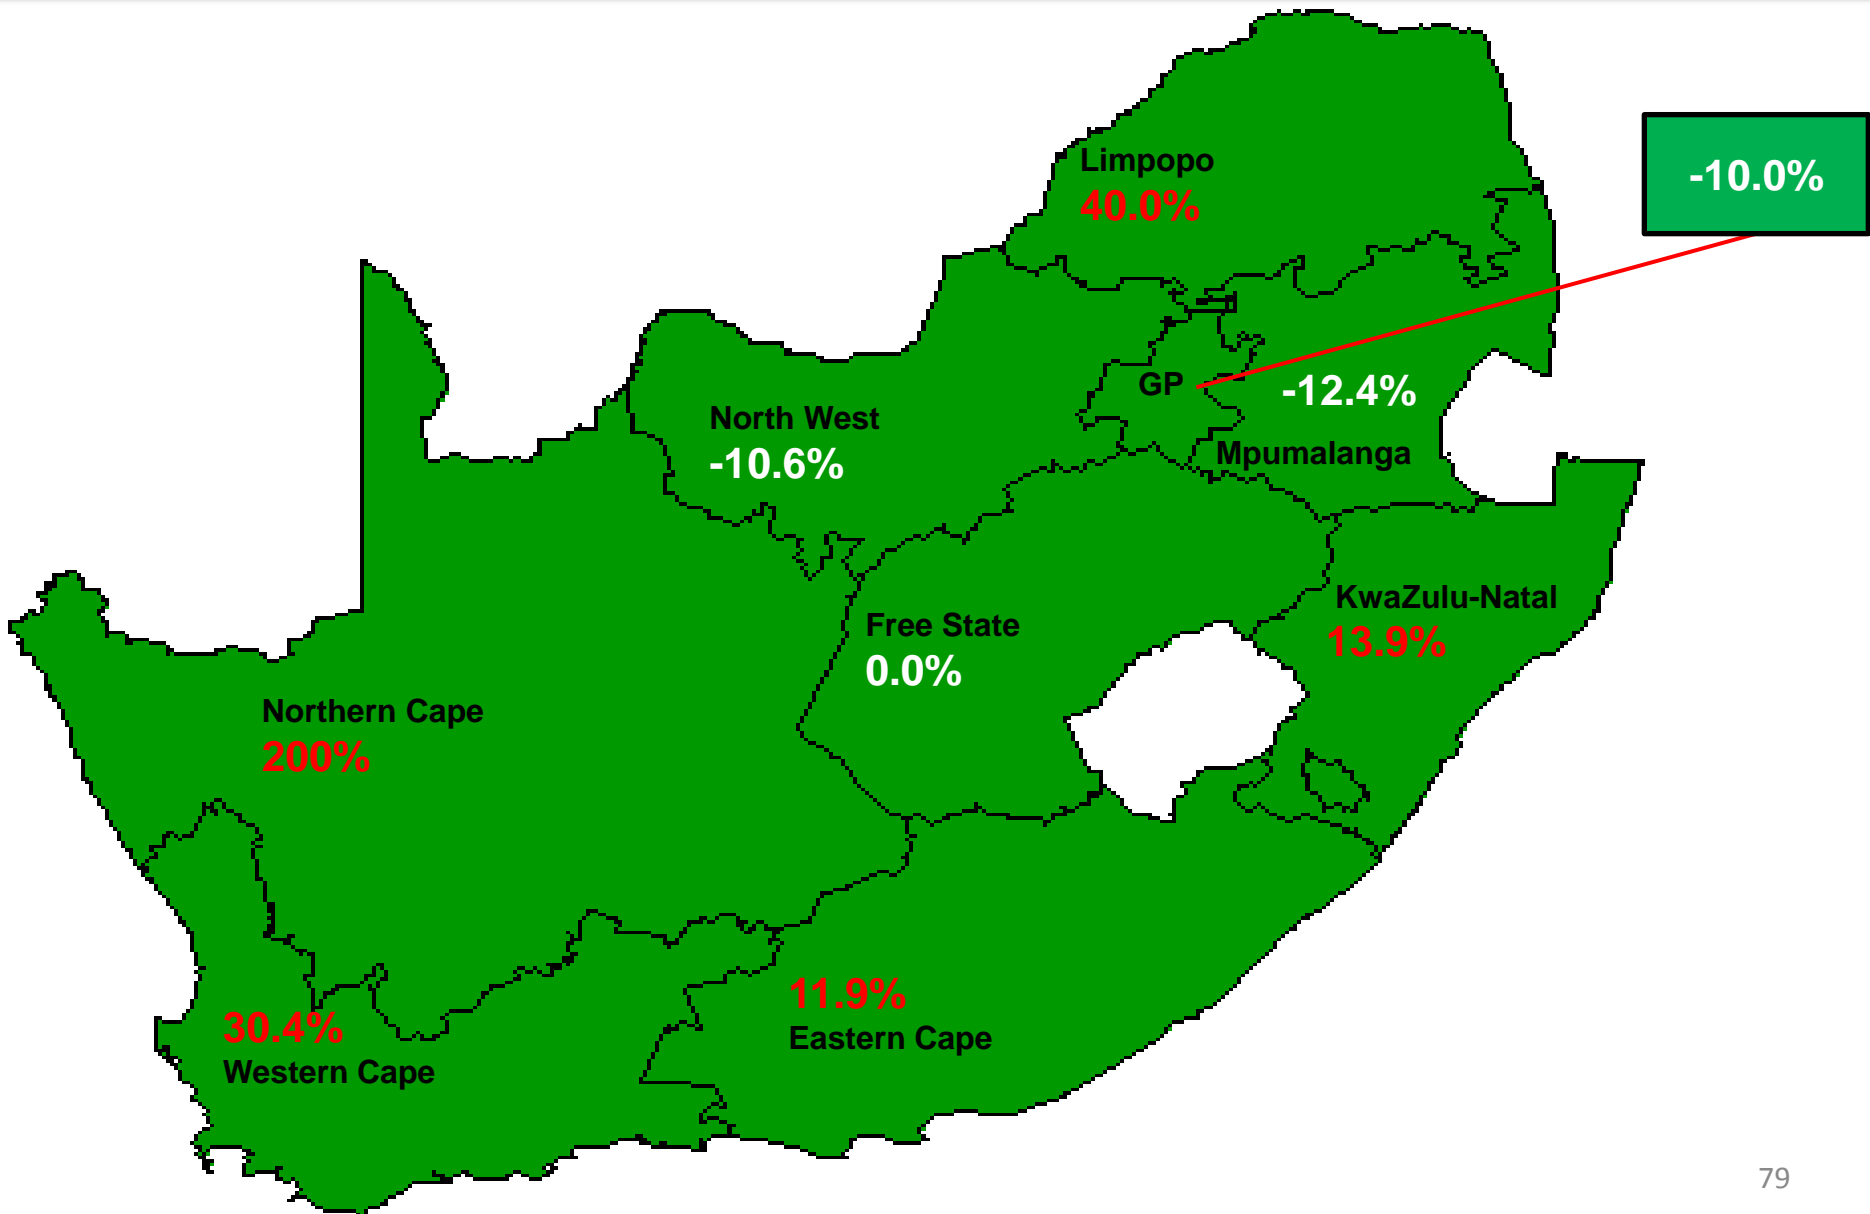 Limpopo
40.0%
-10.0%
GP
-12.4%
Mpumalanga
North West
-10.6%
KwaZulu-Natal
13.9%
Free State
0.0%
Northern Cape
200%
11.9%
Eastern Cape
30.4%
Western Cape
79